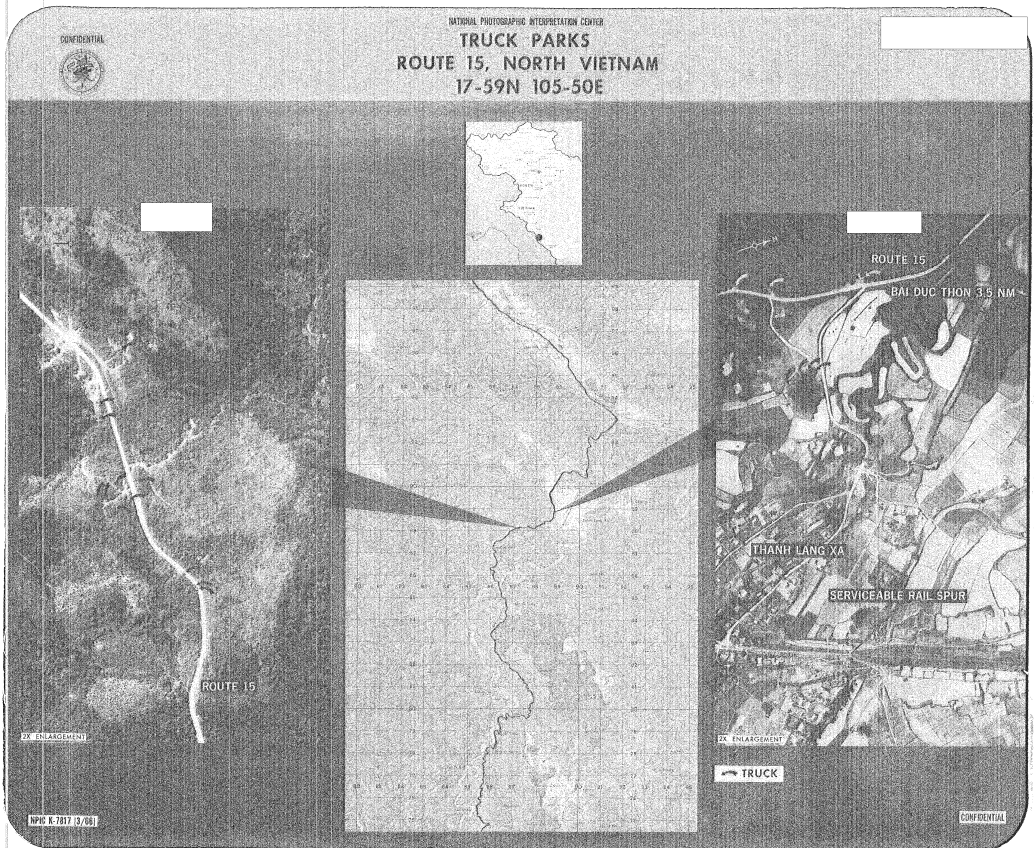 NATIONAL PHOTOGRAPHIC INTERPRETATION CENTER
CONFIDENTIAL
TRUCK PARKS
ROUTE 15, NORTH VIETNAM
17-59N 105-50E
ROUTE 15
BAI DUC THON 3.5 NM
THANH LANG XA
SERVICEABLE RAIL SPUR
ROUTE 15
2X ENLARGEMENT
2X ENLARGEMENT
TRUCK
NPIC K-7817 (3/66)
CONFIDENTIAL